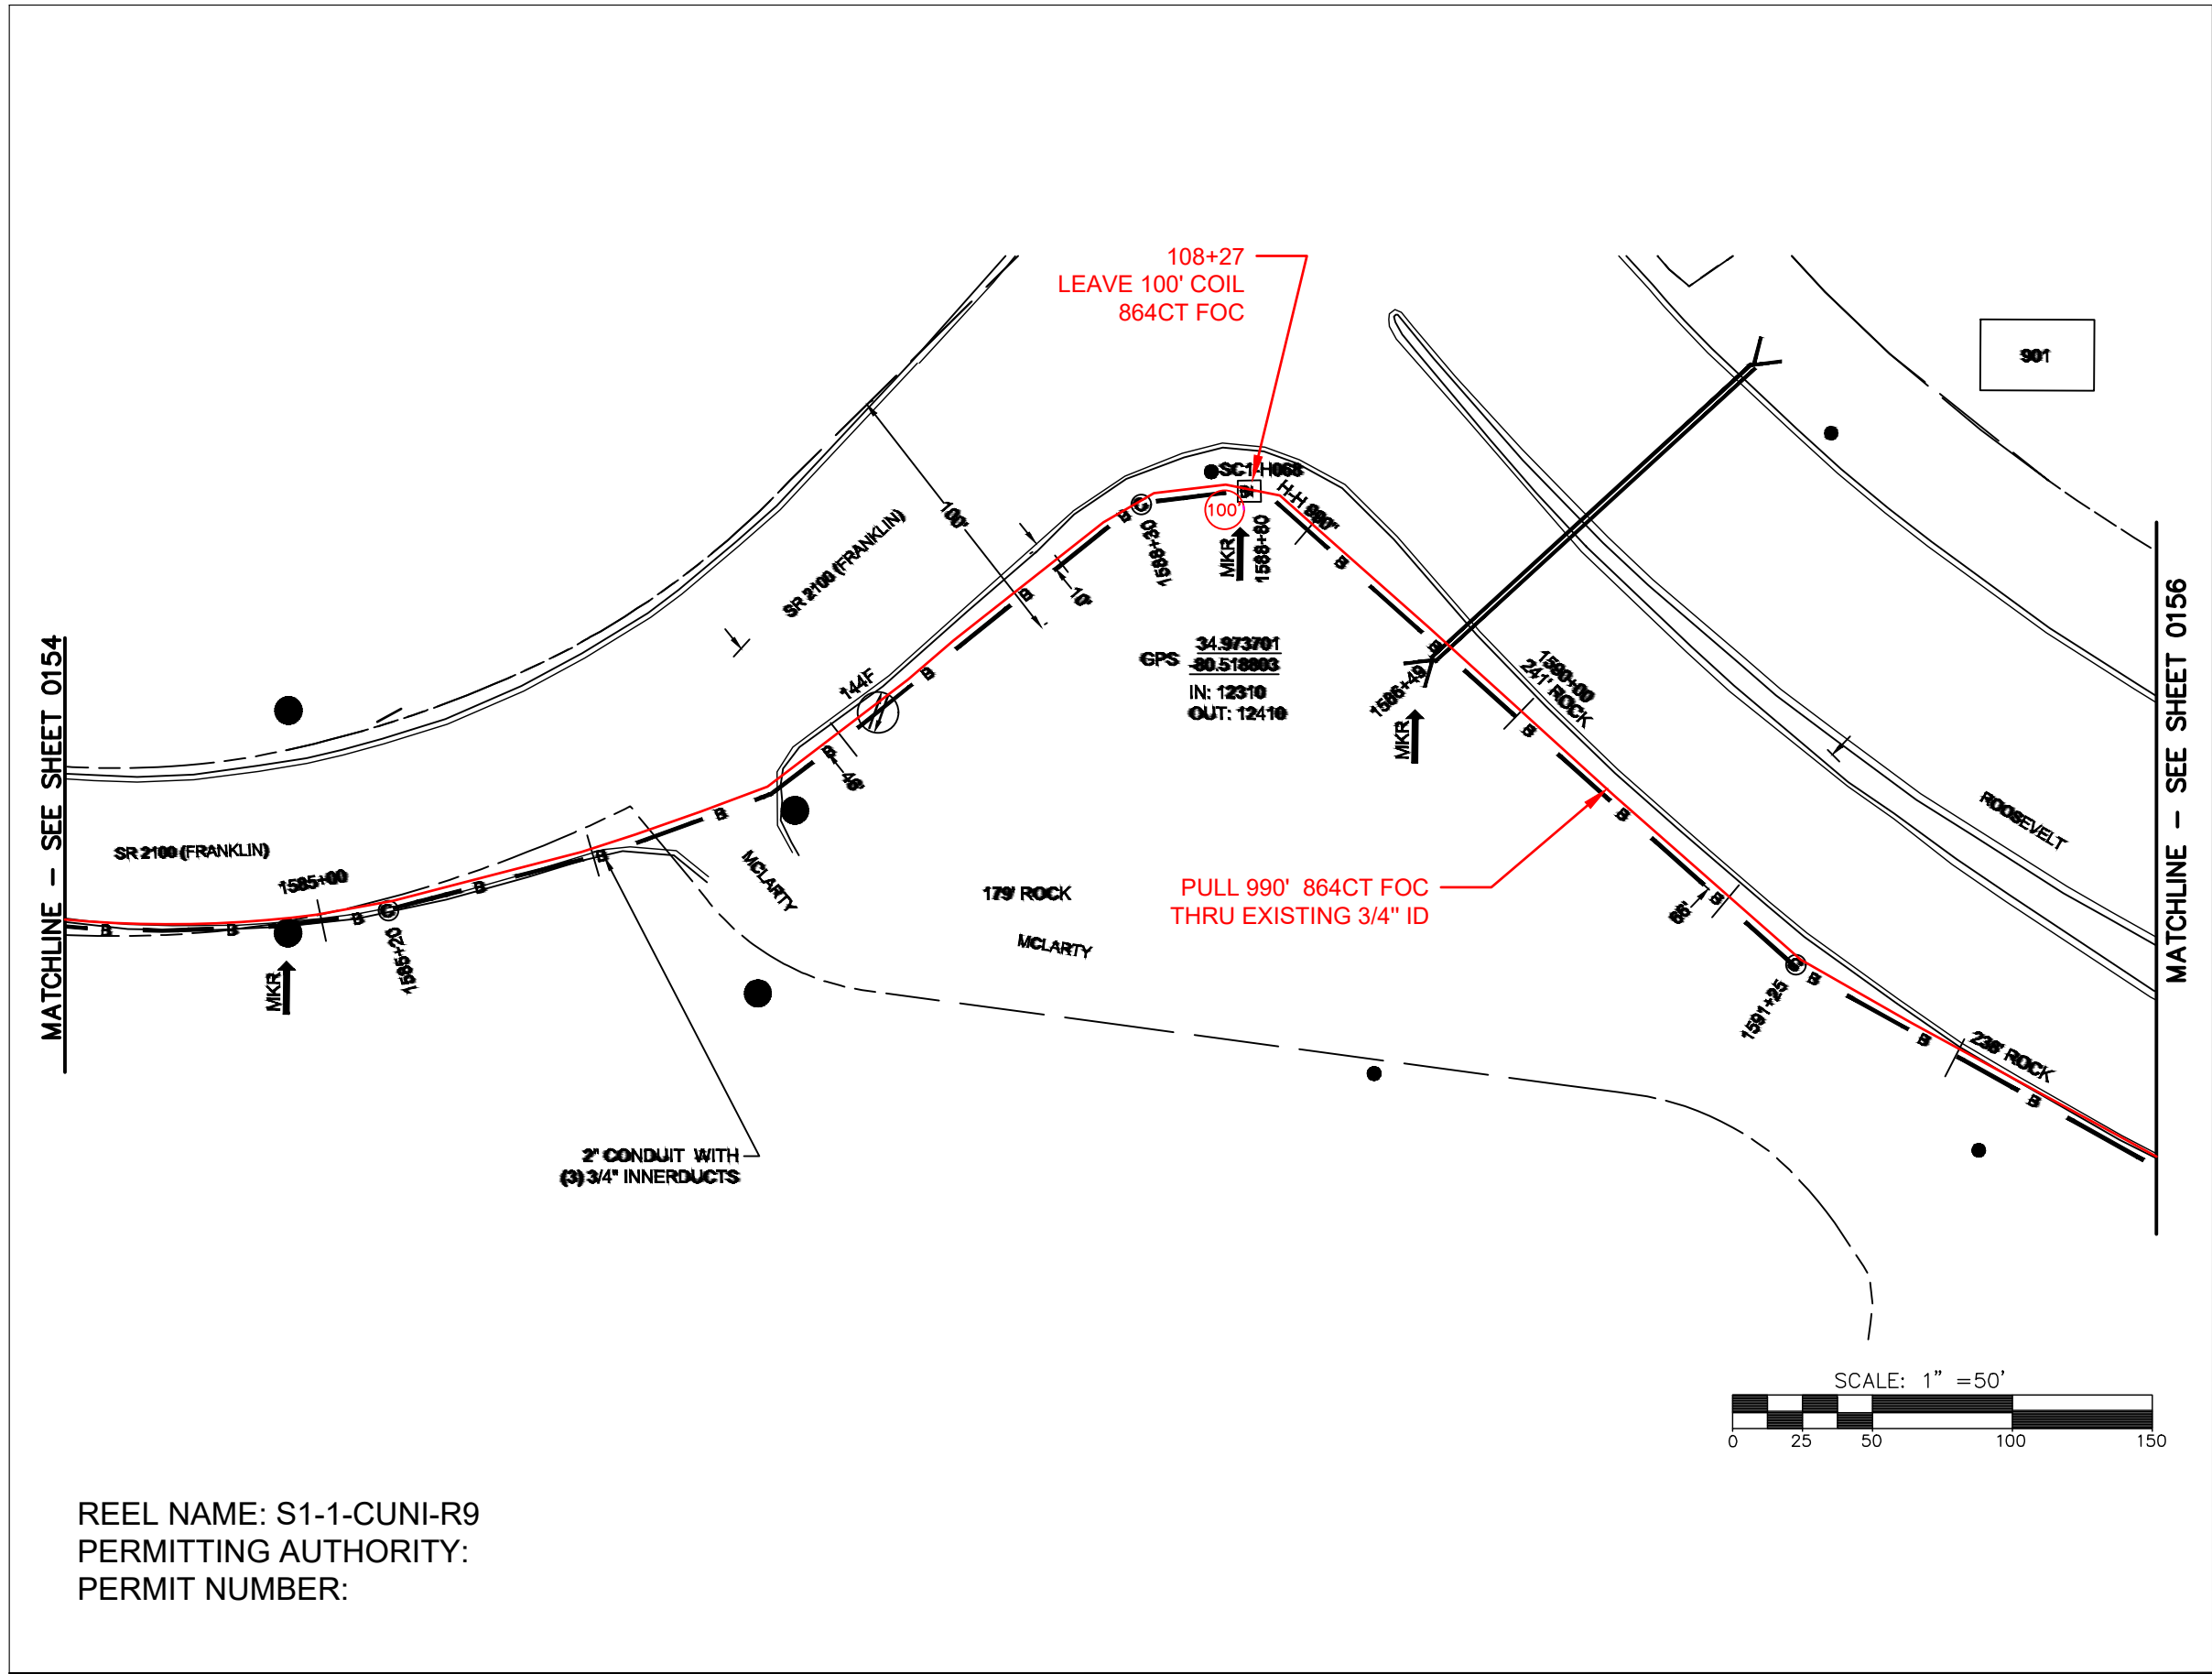 108+27
LEAVE 100' COIL
864CT FOC
901
SC1-H068
100'
H-H 990"
100'
SR 2100 (FRANKLIN)
1588+30
MKR
1588+80
10'
144F
GPS 34.973701
-80.518803
IN: 12310
OUT: 12410
1586+49
MKR
1590+00
241' ROCK
46'
MATCHLINE - SEE SHEET 0154
MATCHLINE - SEE SHEET 0156
ROOSEVELT
SR 2100 (FRANKLIN)
1585+00
MCLARTY
179' ROCK
MCLARTY
PULL 990' 864CT FOC
THRU EXISTING 3/4" ID
1585+20
MKR
1591+25
236' ROCK
2" CONDUIT WITH
(3) 3/4" INNERDUCTS
SCALE: 1" =50'
0 25 50 100 150
REEL NAME: S1-1-CUNI-R9
PERMITTING AUTHORITY:
PERMIT NUMBER: